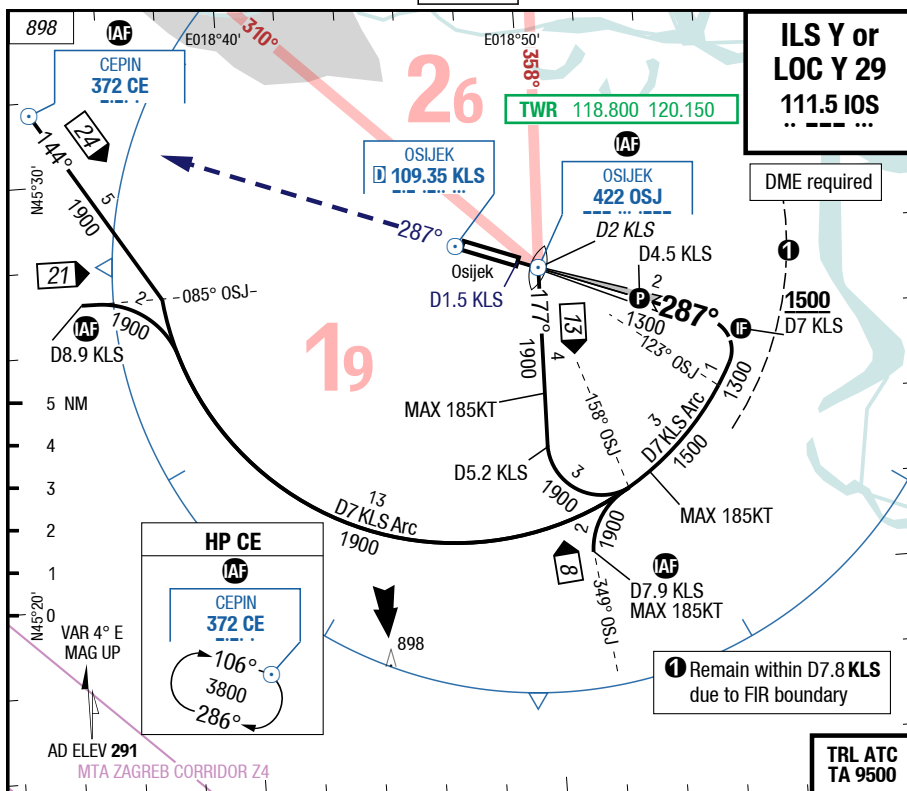 898
IAF
CEPIN
372 CE
E018°40'
310°
E018°50'
358°
26
TWR 118.800 120.150
ILS Y or
LOC Y 29
111.5 IOS
DME required
IAF
OSIJEK
D 109.35 KLS
OSIJEK
422 OSJ
D2 KLS
D4.5 KLS
N45°30'
144°
24
5
1900
287°
Osijek
D1.5 KLS
2
P
1300
287°
IF
1
1500
D7 KLS
21
2
085° OSJ
1900
IAF
D8.9 KLS
19
177°
13
4
1900
123° OSJ
1
1300
158° OSJ
MAX 185KT
3
D7 KLS Arc
1500
5 NM
4
3
2
1
0
D5.2 KLS
3
1900
13
D7 KLS Arc
1900
MAX 185KT
2
1900
8
IAF
D7.9 KLS
MAX 185KT
349° OSJ
HP CE
IAF
CEPIN
372 CE
106°
3800
286°
898
N45°20'
VAR 4° E
MAG UP
AD ELEV 291
MTA ZAGREB CORRIDOR Z4
1 Remain within D7.8 KLS
due to FIR boundary
TRL ATC
TA 9500